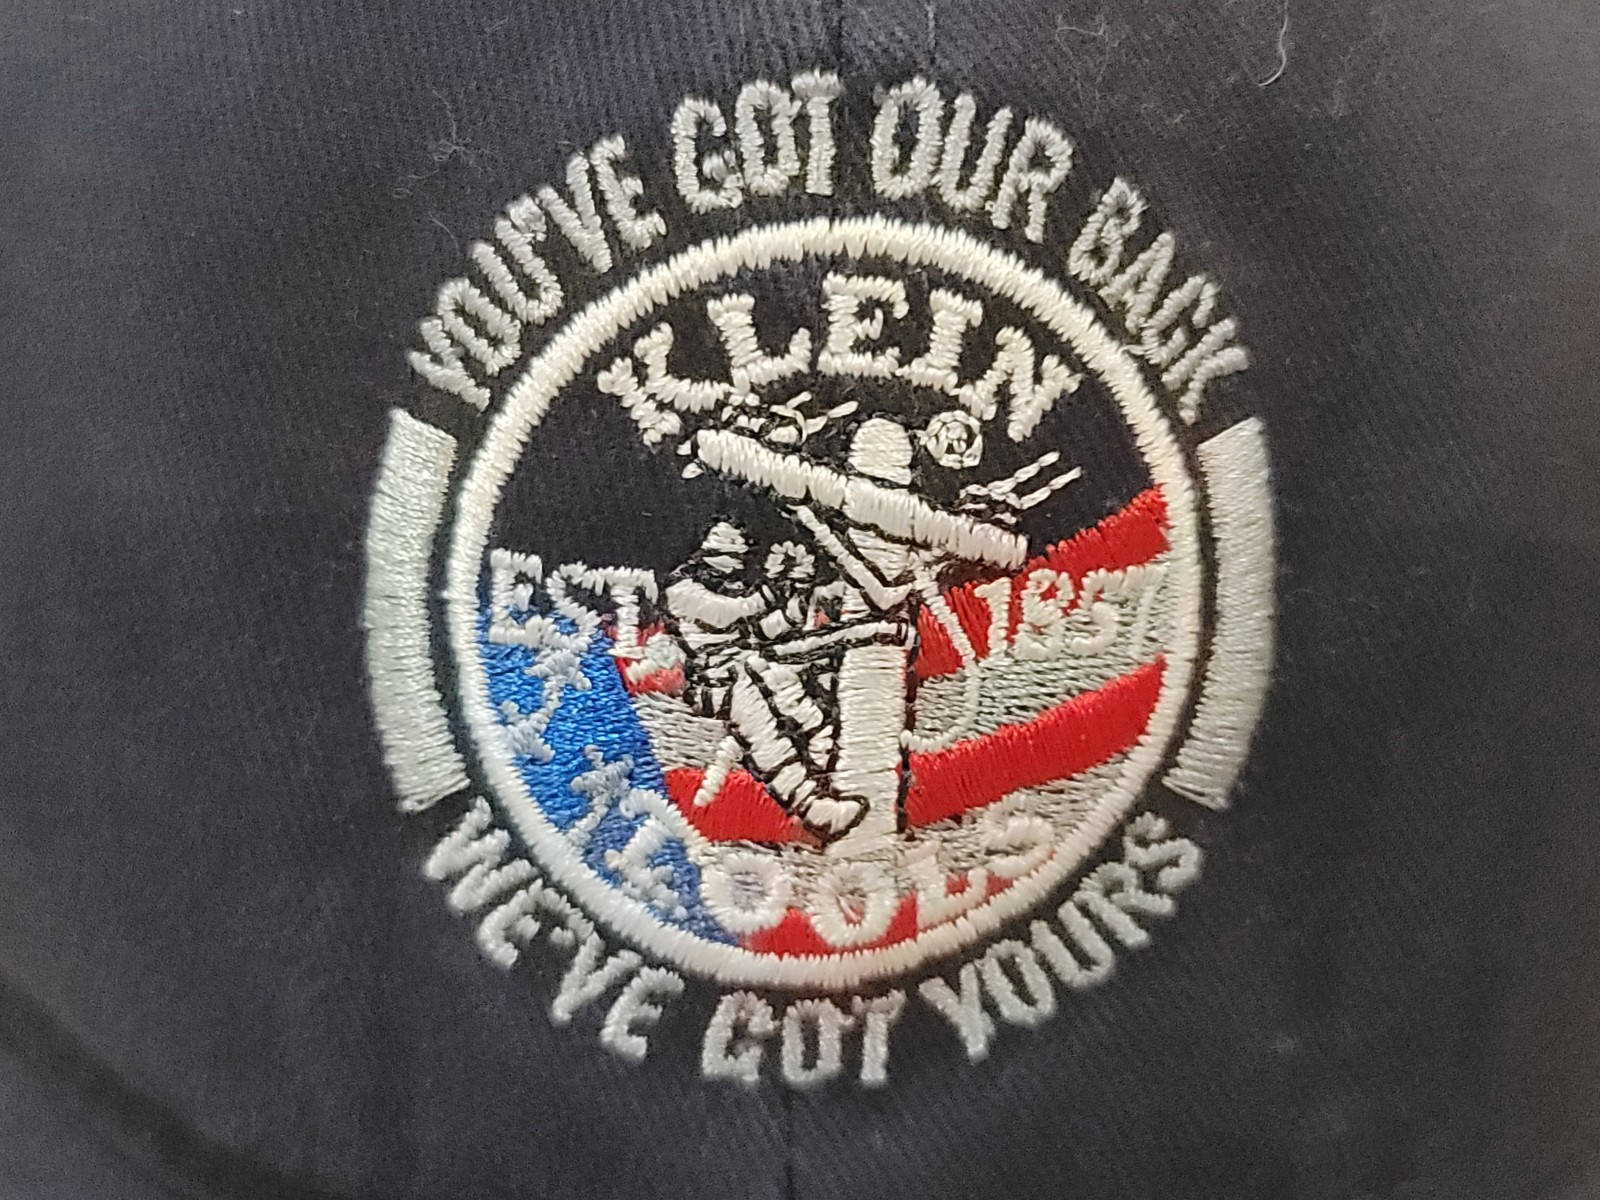 YOU'VE GOT OUR BACK
KLEIN
EST. 1857
TOOLS
WE'VE GOT YOURS